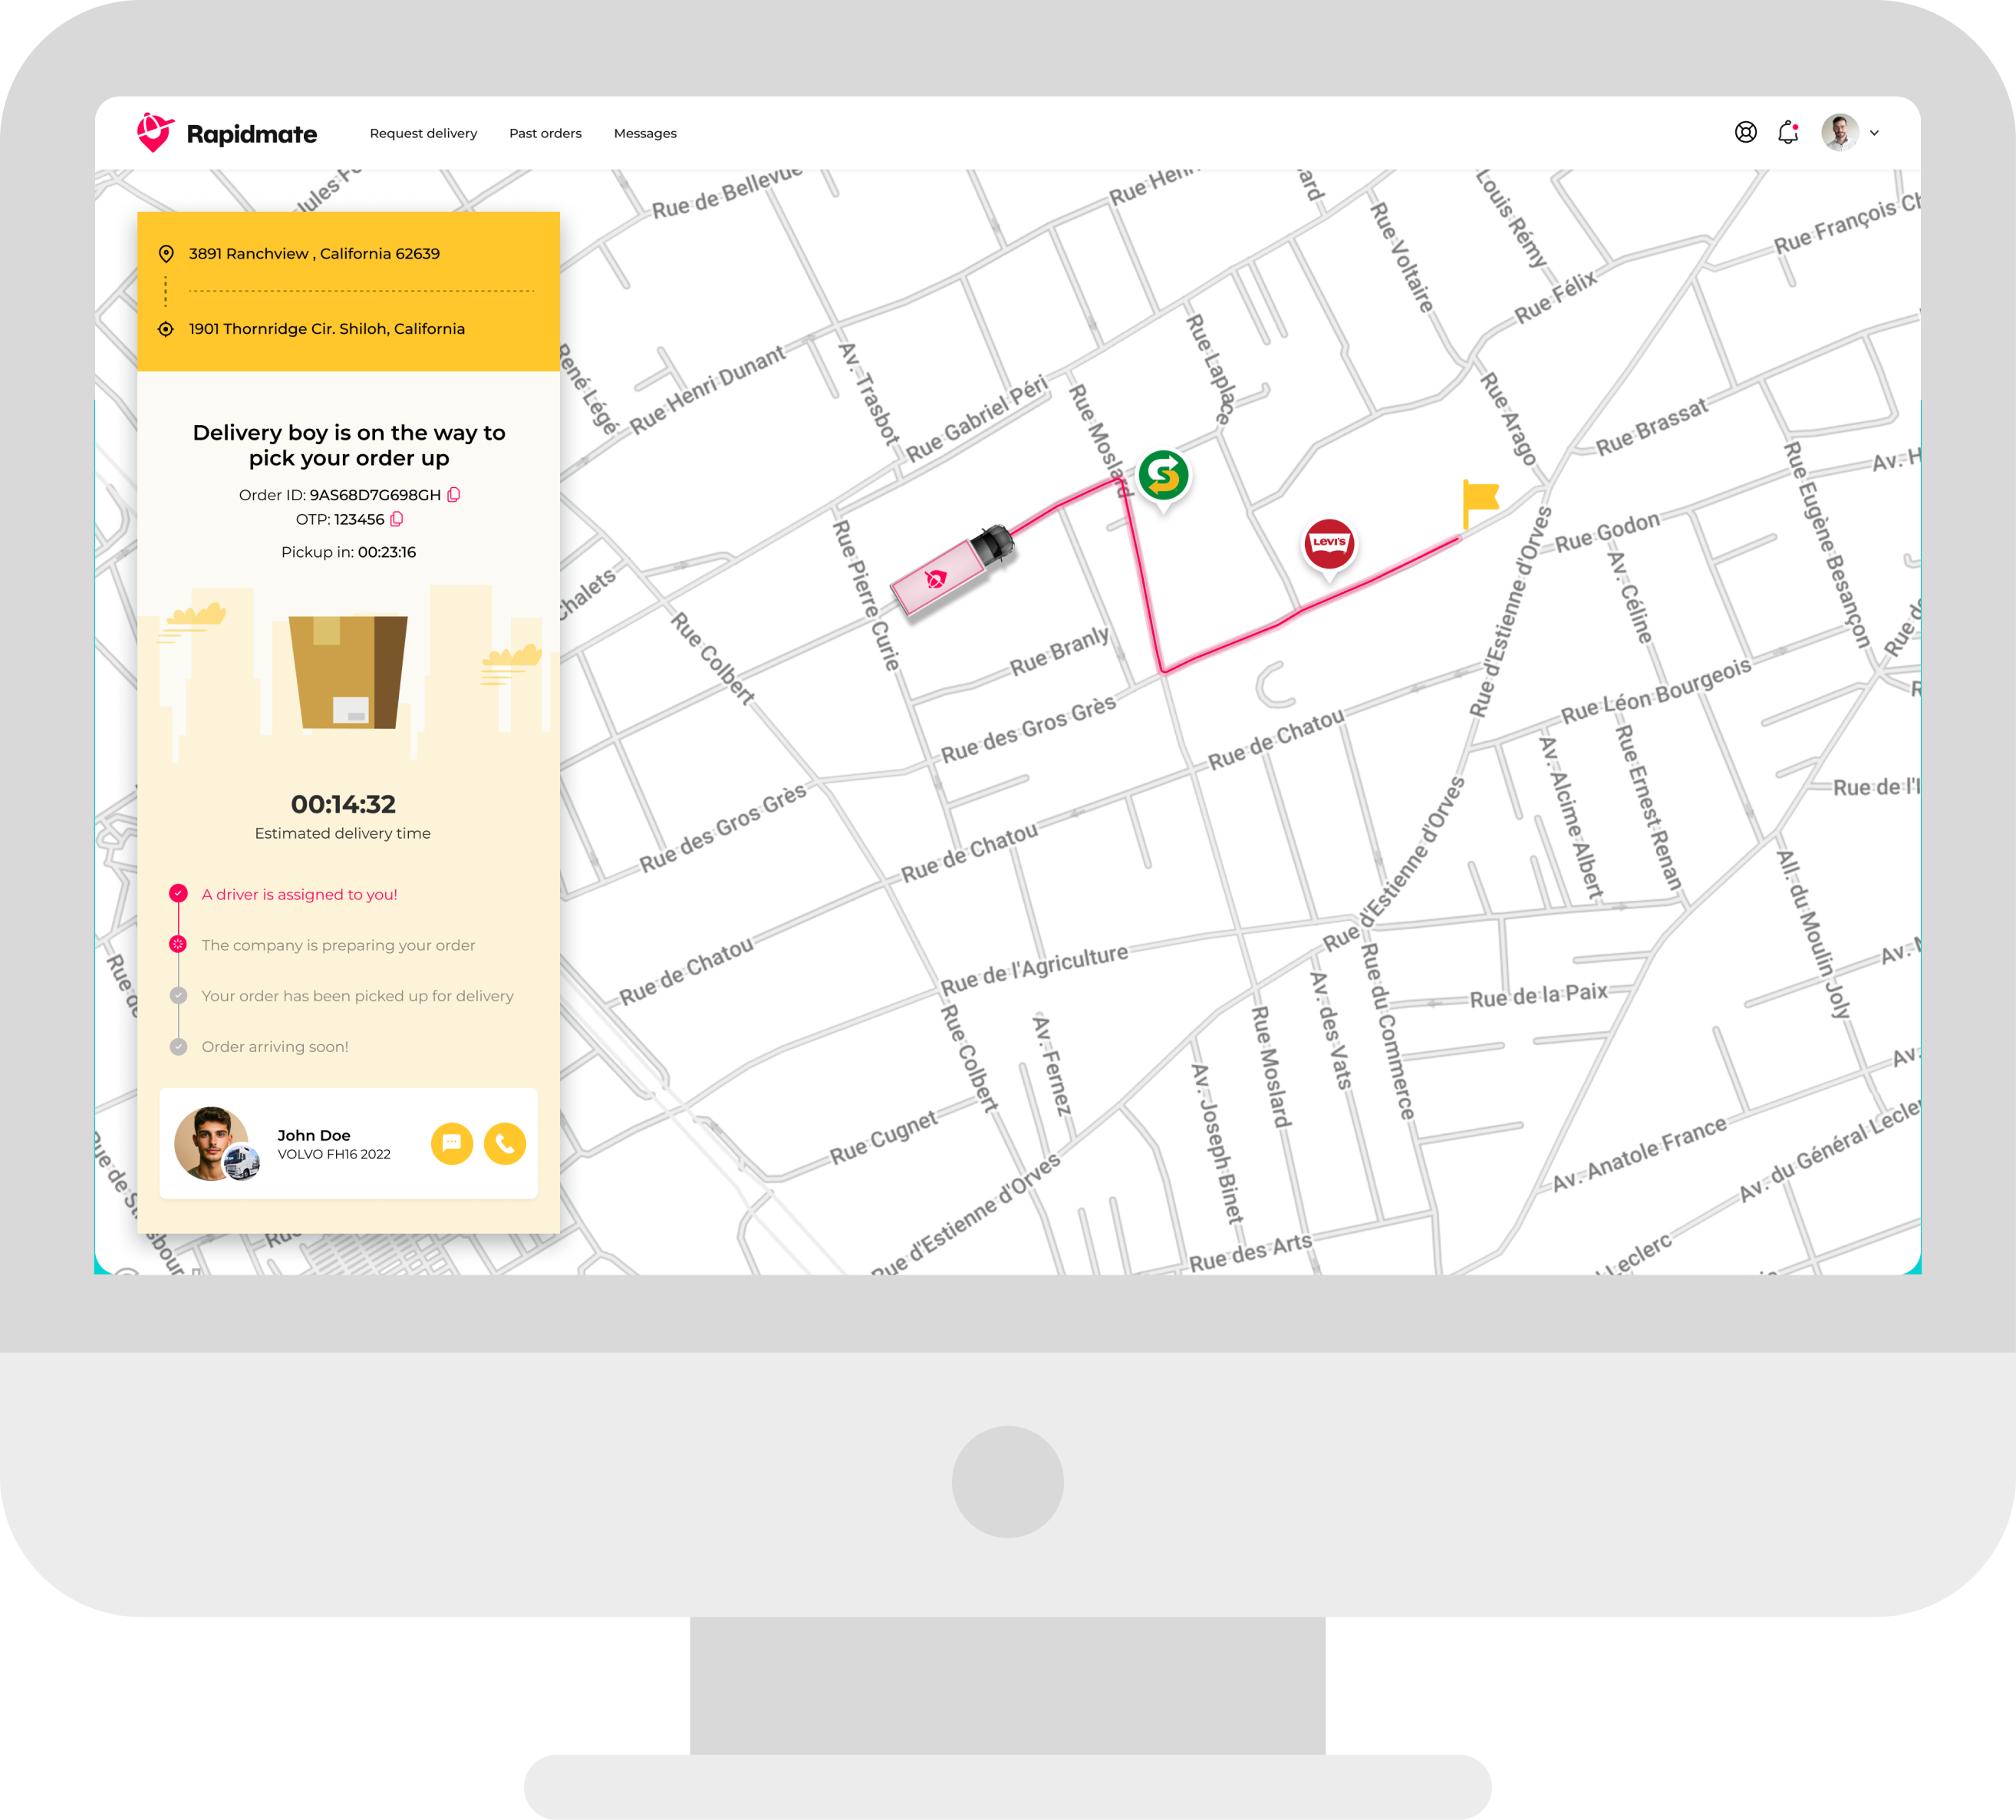 Rapidmate
Request delivery
Past orders
Messages
3891 Ranchview , California 62639
1901 Thornridge Cir. Shiloh, California
Delivery boy is on the way to
pick your order up
Order ID: 9AS68D7G698GH
OTP: 123456
Pickup in: 00:23:16
00:14:32
Estimated delivery time
A driver is assigned to you!
The company is preparing your order
Your order has been picked up for delivery
Order arriving soon!
John Doe
VOLVO FH16 2022
Rue de Bellevue
Rue Henri
Rue Voltaire
Louis Rémy
Rue François
Rue Félix
René Légé
Rue Henri Dunant
Av. Trasbot
Rue Gabriel Péri
Rue Moslard
Rue Laplace
Rue Arago
Rue Brassat
Av. H
S
LEVI'S
Rue Pierre Curie
Rue Godon
Rue Eugène Besançon
Av. Céline
Rue d'Estienne d'Orves
Chalets
Rue Colbert
Rue Branly
Rue des Gros Grès
Rue de Chatou
Rue Léon Bourgeois
Av. Alcime Albert
Rue Ernest Renan
Rue de l'I
Rue des Gros Grès
Rue de Chatou
Rue d'Estienne d'Orves
All. du Moulin Joly
Rue de Chatou
Rue de l'Agriculture
Rue de la Paix
Rue Colbert
Av. Fernez
Rue Moslard
Av. des Vats
Rue du Commerce
Av. Joseph Binet
Rue Cugnet
Rue d'Estienne d'Orves
Rue des Arts
Av. Anatole France
Av. du Général Lecler
Leclerc